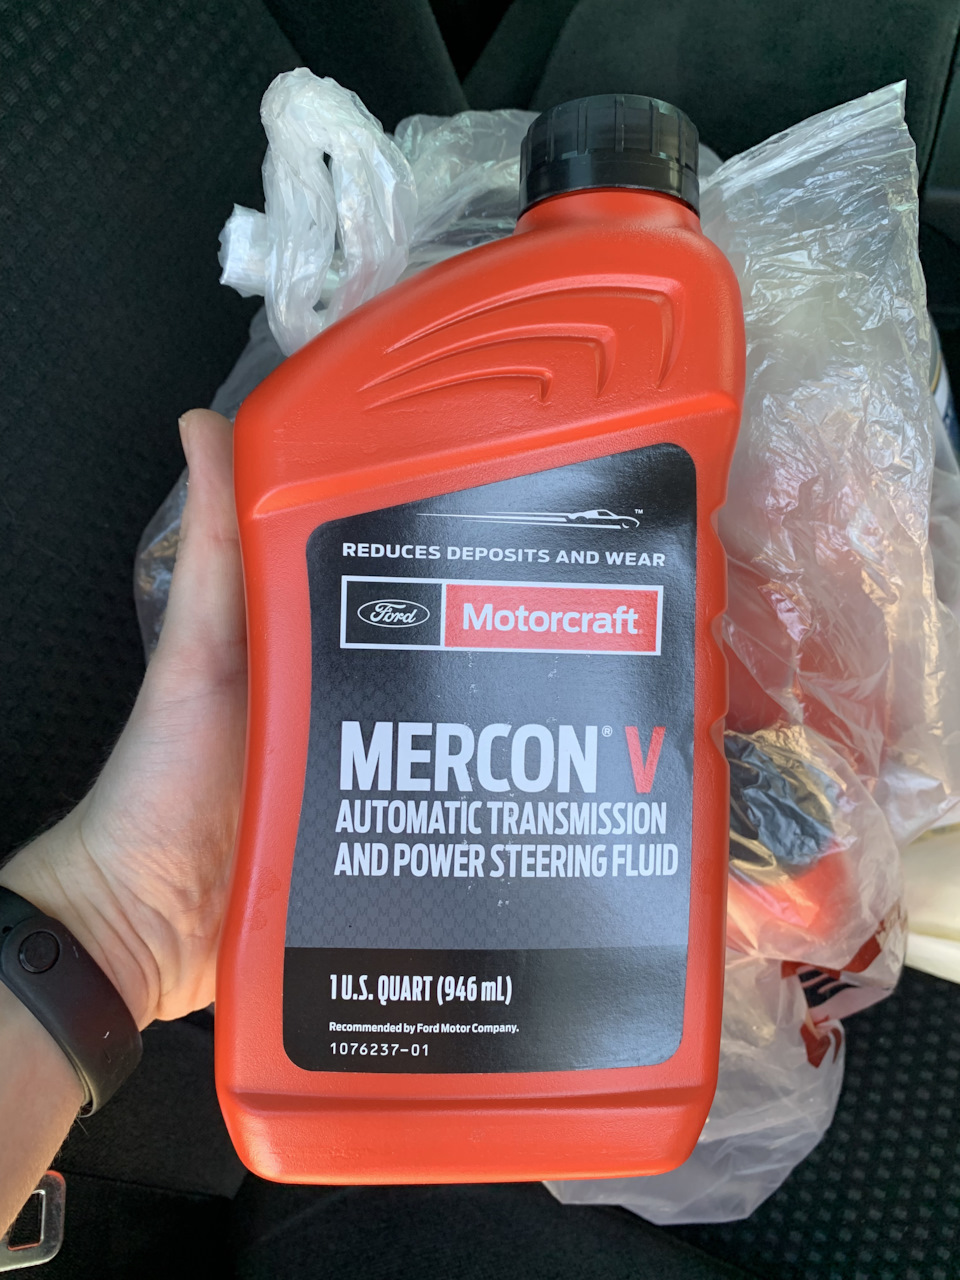 ™
REDUCES DEPOSITS AND WEAR
Ford Motorcraft
MERCON® V
AUTOMATIC TRANSMISSION
AND POWER STEERING FLUID
1 U.S. QUART (946 mL)
Recommended by Ford Motor Company.
1076237-01